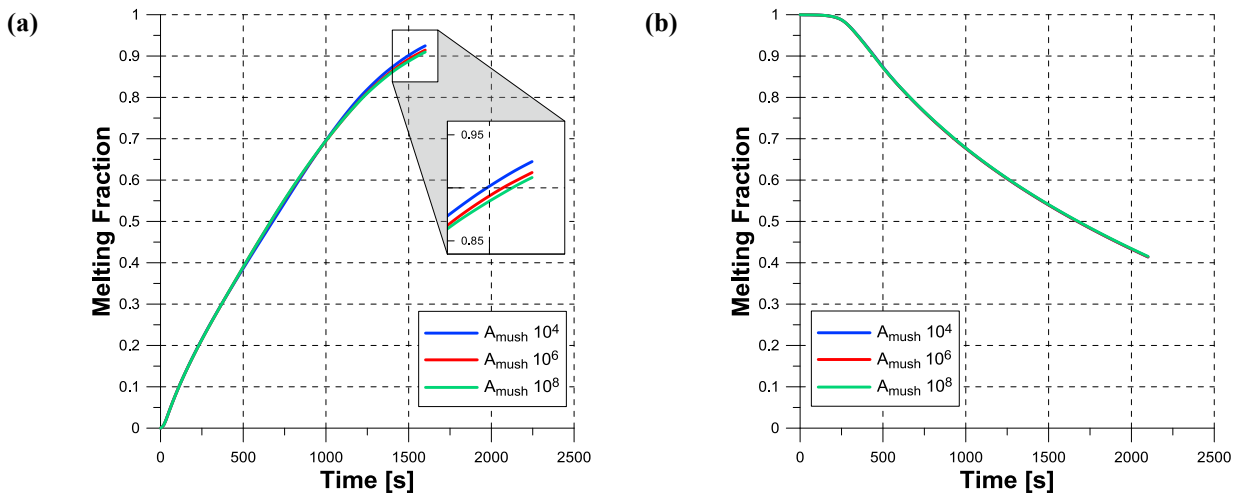 (a)
1
0.9
0.8
0.7
0.6
0.5
0.4
0.3
0.2
0.1
0
Melting Fraction
0.95
0.85
A_mush 10^4
A_mush 10^6
A_mush 10^8
0 500 1000 1500 2000 2500
Time [s]
(b)
1
0.9
0.8
0.7
0.6
0.5
0.4
0.3
0.2
0.1
0
Melting Fraction
A_mush 10^4
A_mush 10^6
A_mush 10^8
0 500 1000 1500 2000 2500
Time [s]